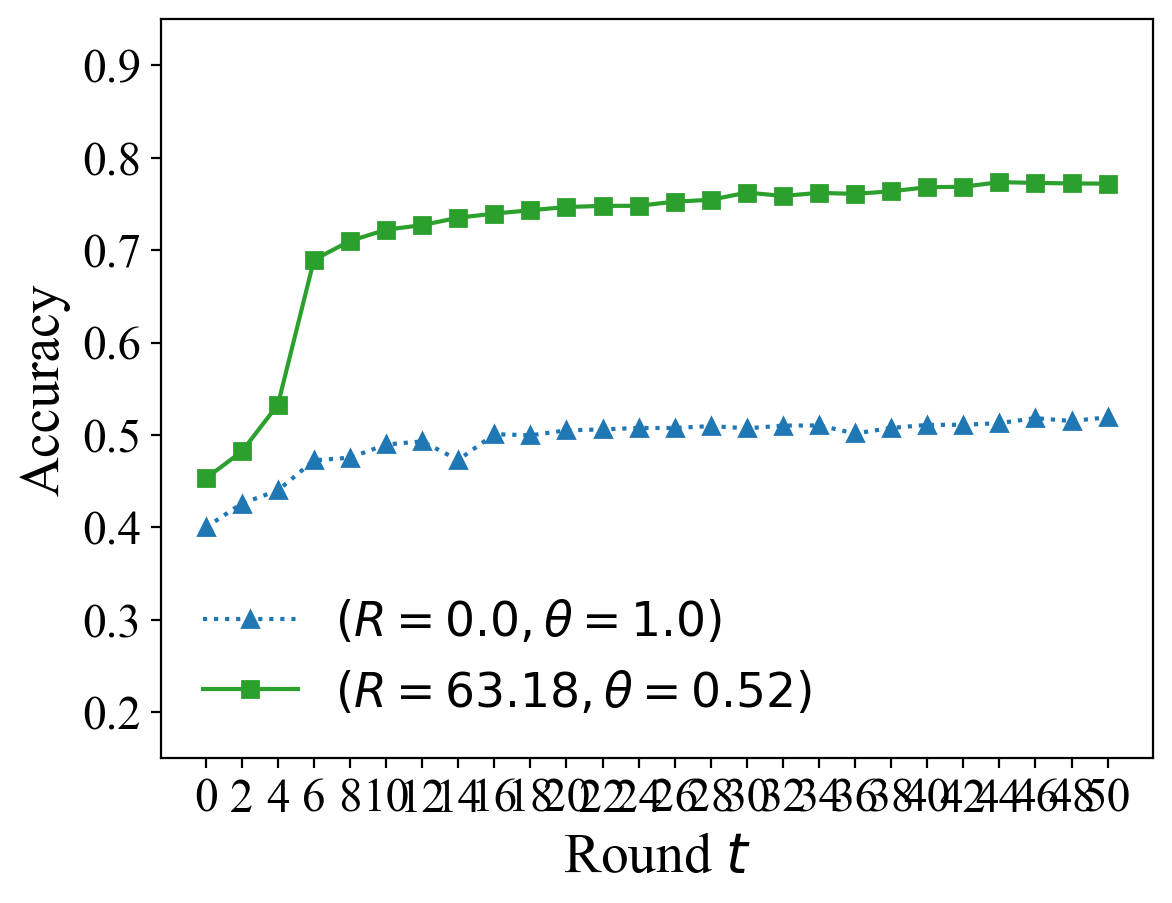 0.9
0.8
0.7
0.6
0.5
0.4
0.3
0.2
Accuracy
(R = 0.0, θ = 1.0)
(R = 63.18, θ = 0.52)
0 2 4 6 8 10 12 14 16 18 20 22 24 26 28 30 32 34 36 38 40 42 44 46 48 50
Round t